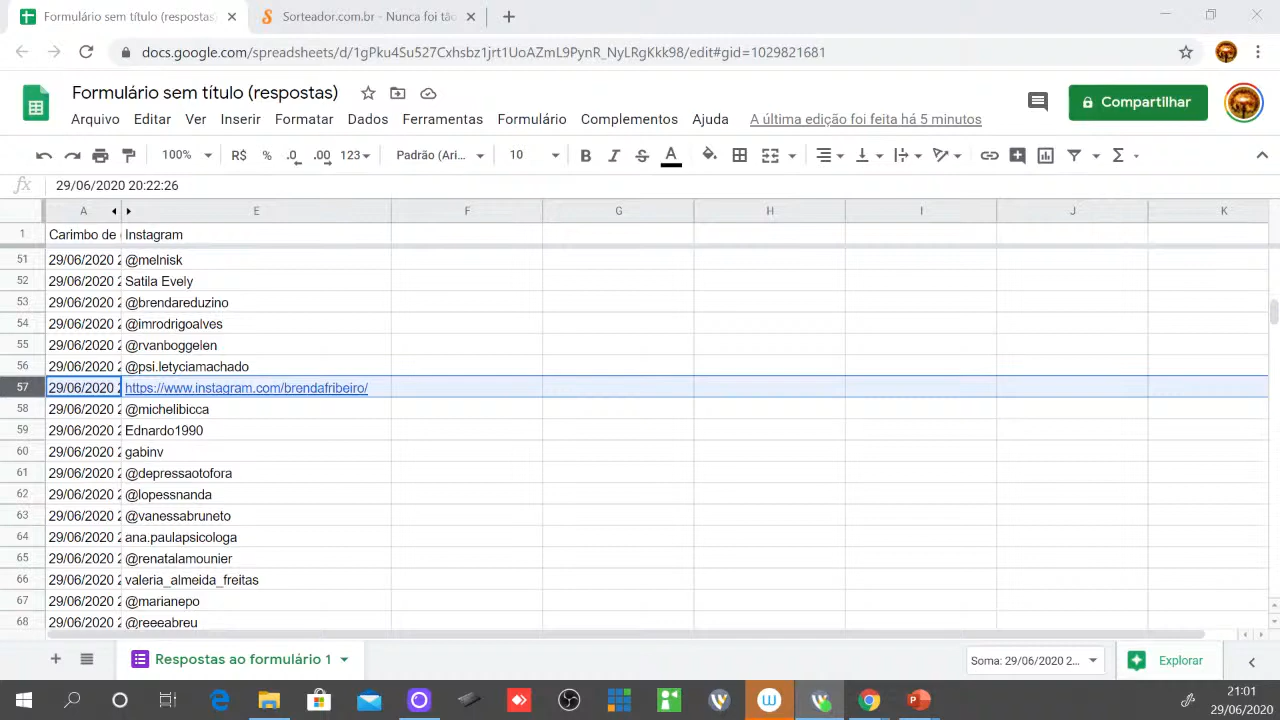 Formulário sem título (respostas
Sorteador.com.br - Nunca foi tão
docs.google.com/spreadsheets/d/1gPku4Su527Cxhsbz1jrt1UoAZmL9PynR_NyLRgKkk98/edit#gid=1029821681
Formulário sem título (respostas)
Compartilhar
Arquivo Editar Ver Inserir Formatar Dados Ferramentas Formulário Complementos Ajuda A última edição foi feita há 5 minutos
100% R$ % .0 .00 123 Padrão (Ari... 10 B I S A Σ
fx 29/06/2020 20:22:26
A E F G H I J K
1 Carimbo de Instagram
51 29/06/2020 2 @melnisk
52 29/06/2020 2 Satila Evely
53 29/06/2020 2 @brendareduzino
54 29/06/2020 2 @imrodrigoalves
55 29/06/2020 2 @rvanboggelen
56 29/06/2020 2 @psi.letyciamachado
57 29/06/2020 2 https://www.instagram.com/brendafribeiro/
58 29/06/2020 2 @michelibicca
59 29/06/2020 2 Ednardo1990
60 29/06/2020 2 gabinv
61 29/06/2020 2 @depressaotofora
62 29/06/2020 2 @lopessnanda
63 29/06/2020 2 @vanessabruneto
64 29/06/2020 2 ana.paulapsicologa
65 29/06/2020 2 @renatalamounier
66 29/06/2020 2 valeria_almeida_freitas
67 29/06/2020 2 @marianepo
68 29/06/2020 2 @reeeabreu
Respostas ao formulário 1
Soma: 29/06/2020 2...
Explorar
21:01
29/06/2020